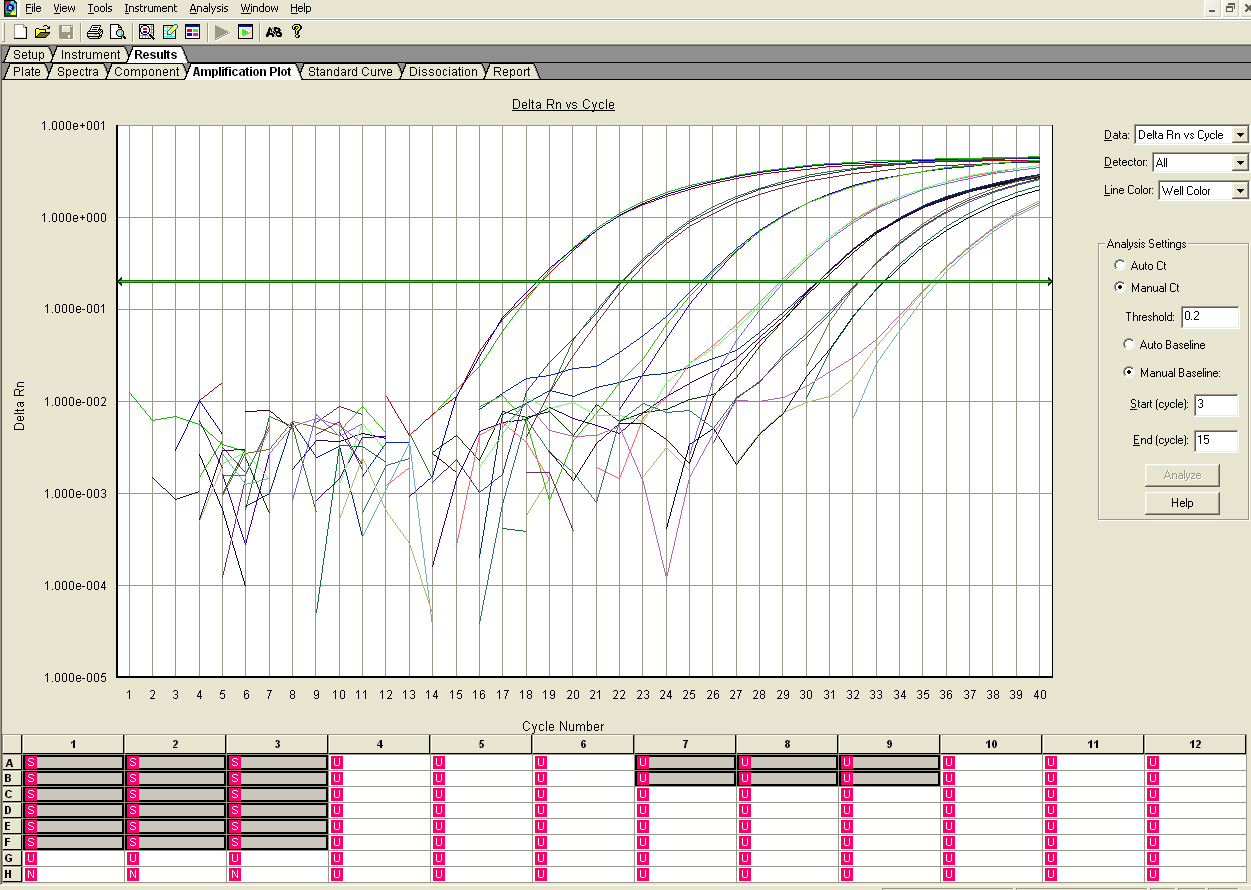 File View Tools Instrument Analysis Window Help
Setup Instrument Results
Plate Spectra Component Amplification Plot Standard Curve Dissociation Report
Delta Rn vs Cycle
1.000e+001
1.000e+000
1.000e-001
1.000e-002
1.000e-003
1.000e-004
1.000e-005
Delta Rn
1 2 3 4 5 6 7 8 9 10 11 12 13 14 15 16 17 18 19 20 21 22 23 24 25 26 27 28 29 30 31 32 33 34 35 36 37 38 39 40
Cycle Number
Data: Delta Rn vs Cycle
Detector: All
Line Color: Well Color
Analysis Settings
Auto Ct
Manual Ct
Threshold: 0.2
Auto Baseline
Manual Baseline:
Start (cycle): 3
End (cycle): 15
Analyze
Help
1 2 3 4 5 6 7 8 9 10 11 12
A S S S U U U U U U U U U
B S S S U U U U U U U U U
C S S S U U U U U U U U U
D S S S U U U U U U U U U
E S S S U U U U U U U U U
F S S S U U U U U U U U U
G U U U U U U U U U U U U
H N N N U U U U U U U U U